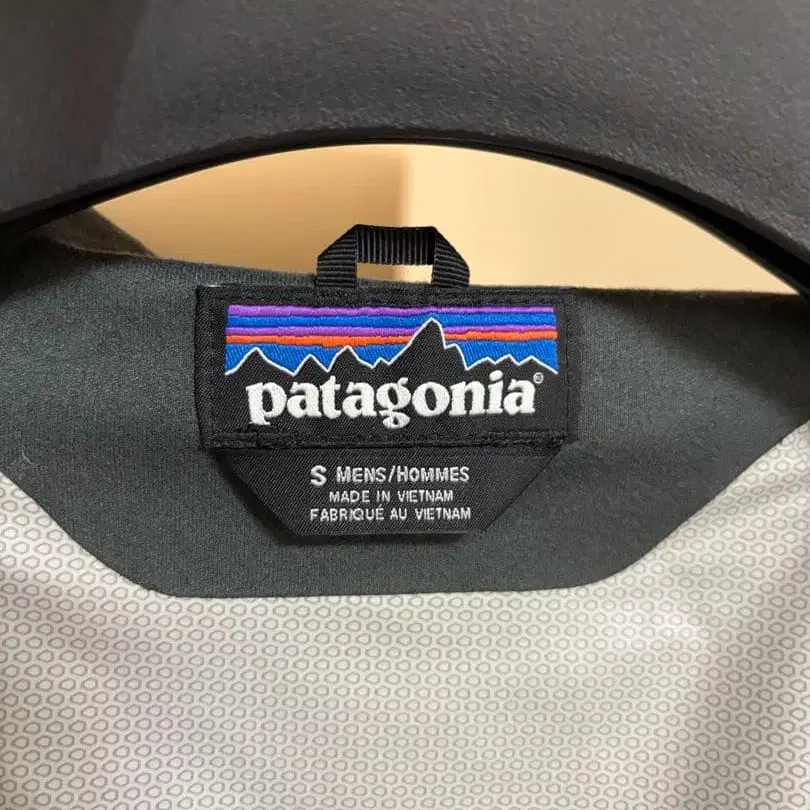 patagonia®
S MENS/HOMMES
MADE IN VIETNAM
FABRIQUÉ AU VIETNAM